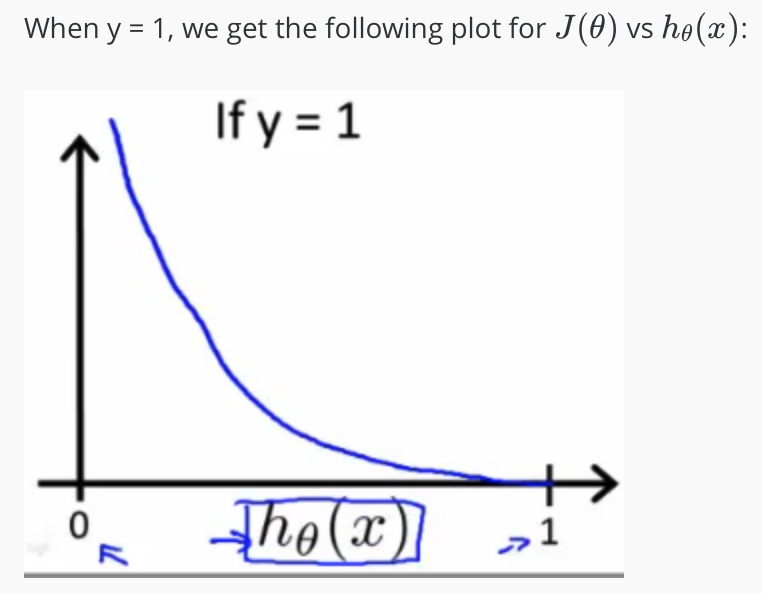 When y = 1, we get the following plot for J(θ) vs hθ(x):
If y = 1
0
hθ(x)
1